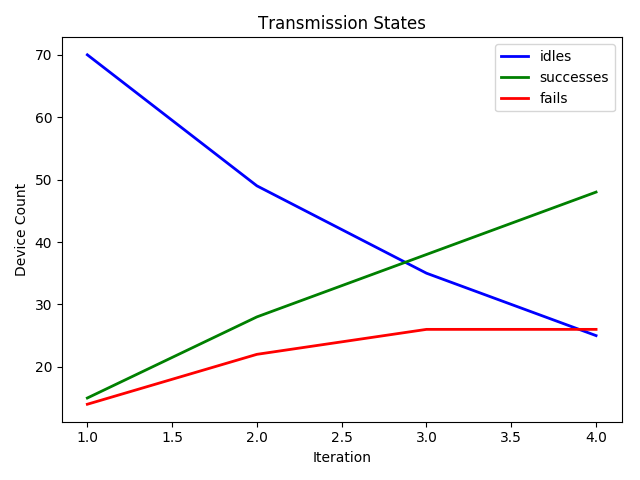 Transmission States
idles
successes
fails
Device Count
70
60
50
40
30
20
1.0 1.5 2.0 2.5 3.0 3.5 4.0
Iteration